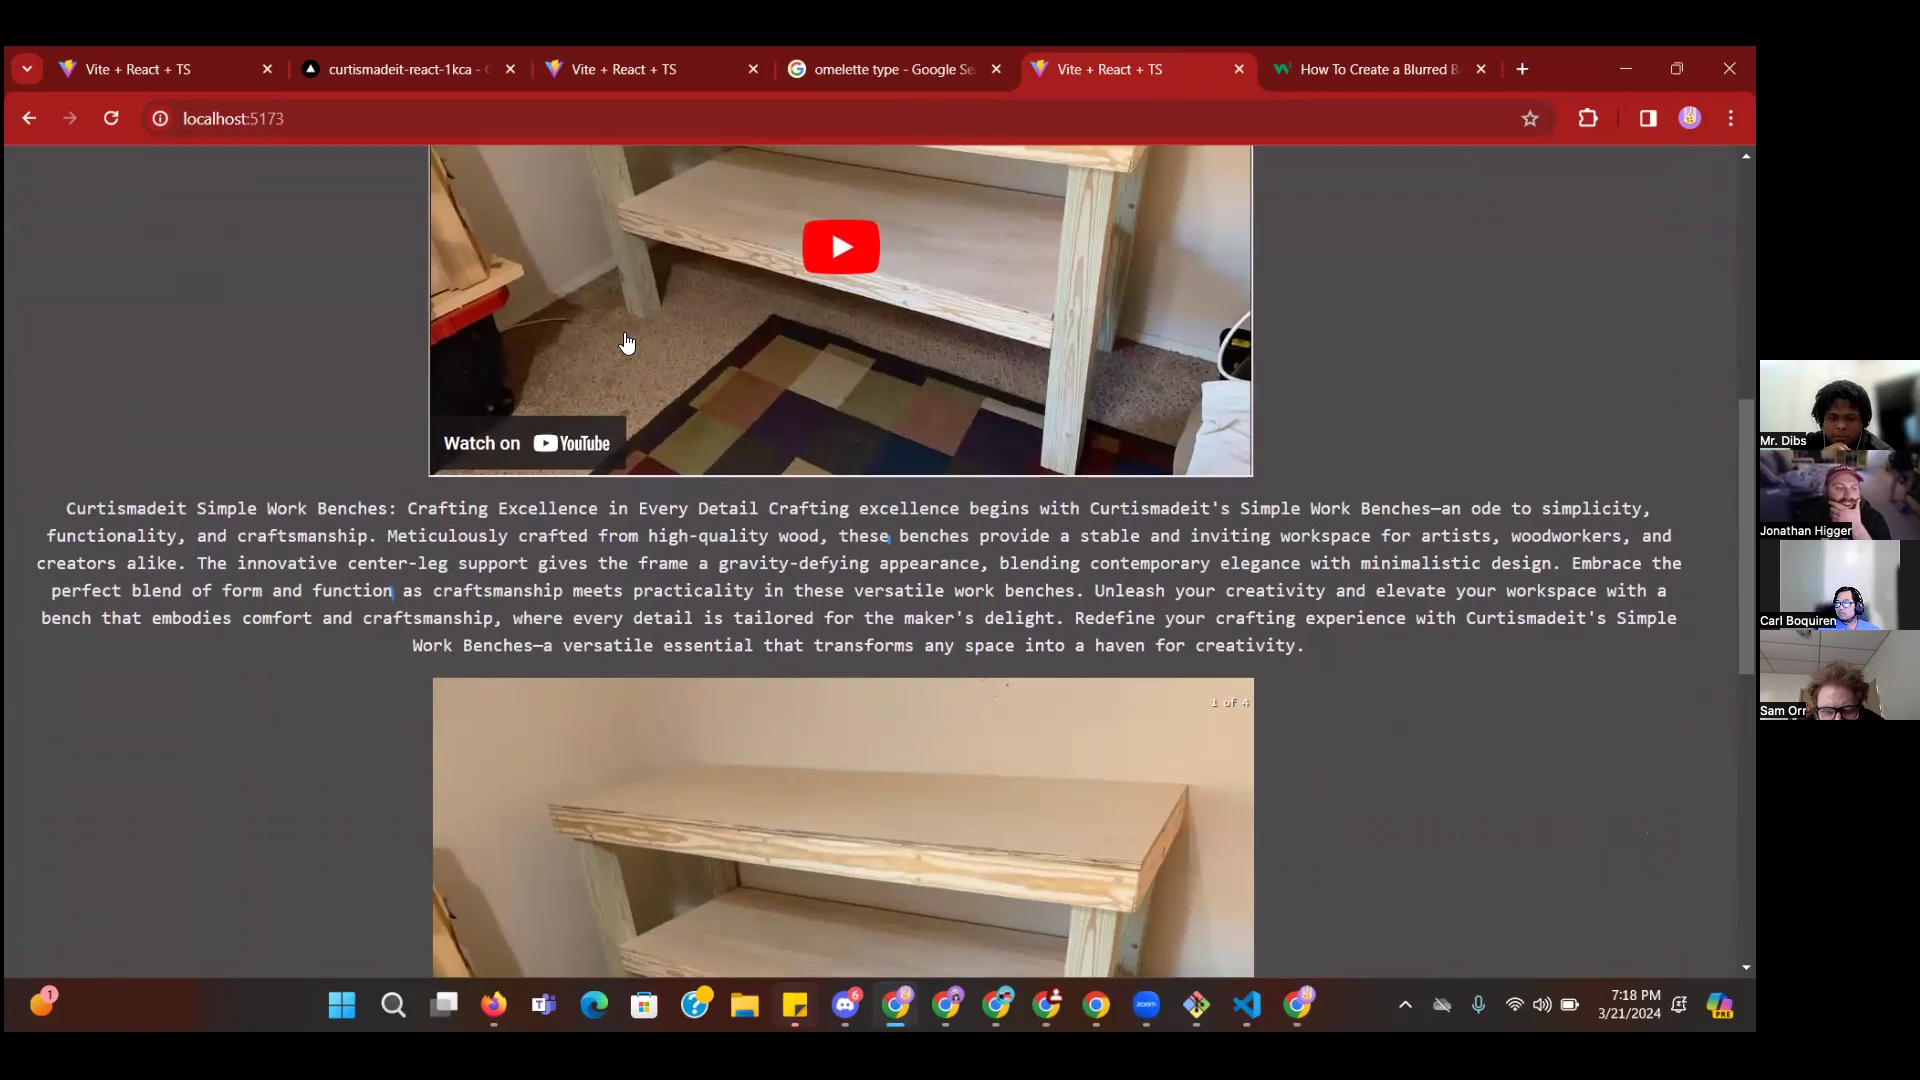 Vite + React + TS
curtismadeit-react-1kca -
Vite + React + TS
omelette type - Google Se
Vite + React + TS
How To Create a Blurred B
localhost:5173
Watch on YouTube
Curtismadeit Simple Work Benches: Crafting Excellence in Every Detail Crafting excellence begins with Curtismadeit's Simple Work Benches—an ode to simplicity,
functionality, and craftsmanship. Meticulously crafted from high-quality wood, these benches provide a stable and inviting workspace for artists, woodworkers, and
creators alike. The innovative center-leg support gives the frame a gravity-defying appearance, blending contemporary elegance with minimalistic design. Embrace the
perfect blend of form and function as craftsmanship meets practicality in these versatile work benches. Unleash your creativity and elevate your workspace with a
bench that embodies comfort and craftsmanship, where every detail is tailored for the maker's delight. Redefine your crafting experience with Curtismadeit's Simple
Work Benches—a versatile essential that transforms any space into a haven for creativity.
1 of 4
Mr. Dibs
Jonathan Higger
Carl Boquiren
Sam Orr
1
6
zoom
PRE
7:18 PM
3/21/2024